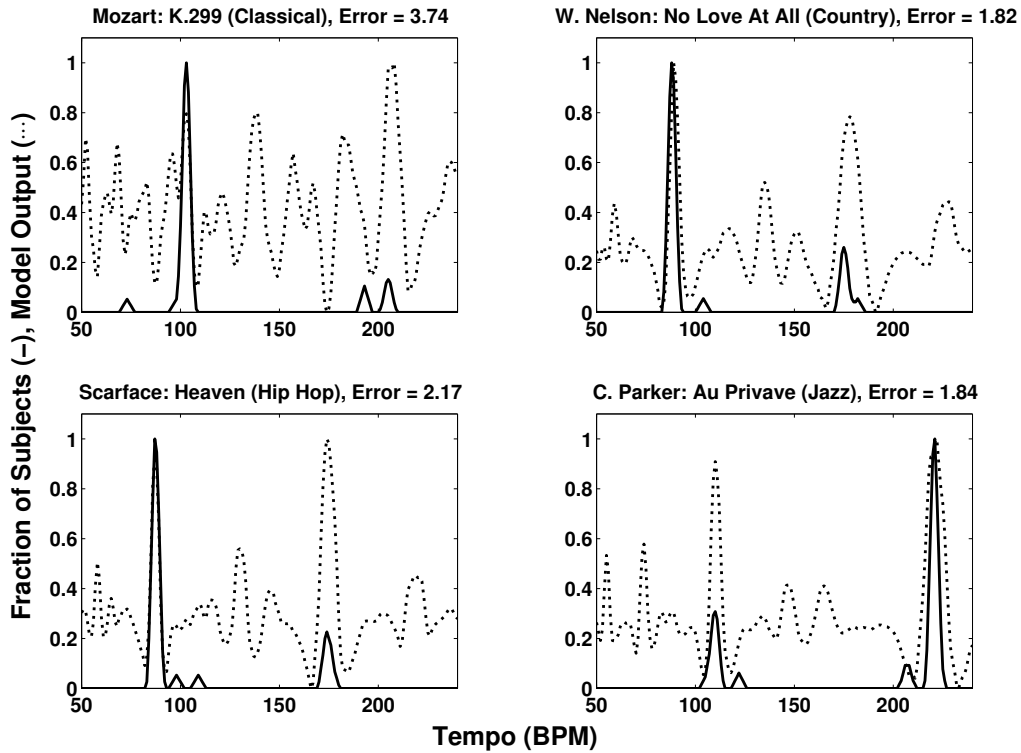 Mozart: K.299 (Classical), Error = 3.74
W. Nelson: No Love At All (Country), Error = 1.82
1
0.8
0.6
0.4
0.2
0
50 100 150 200
1
0.8
0.6
0.4
0.2
0
50 100 150 200
Scarface: Heaven (Hip Hop), Error = 2.17
C. Parker: Au Privave (Jazz), Error = 1.84
1
0.8
0.6
0.4
0.2
0
50 100 150 200
1
0.8
0.6
0.4
0.2
0
50 100 150 200
Fraction of Subjects (−), Model Output (···)
Tempo (BPM)